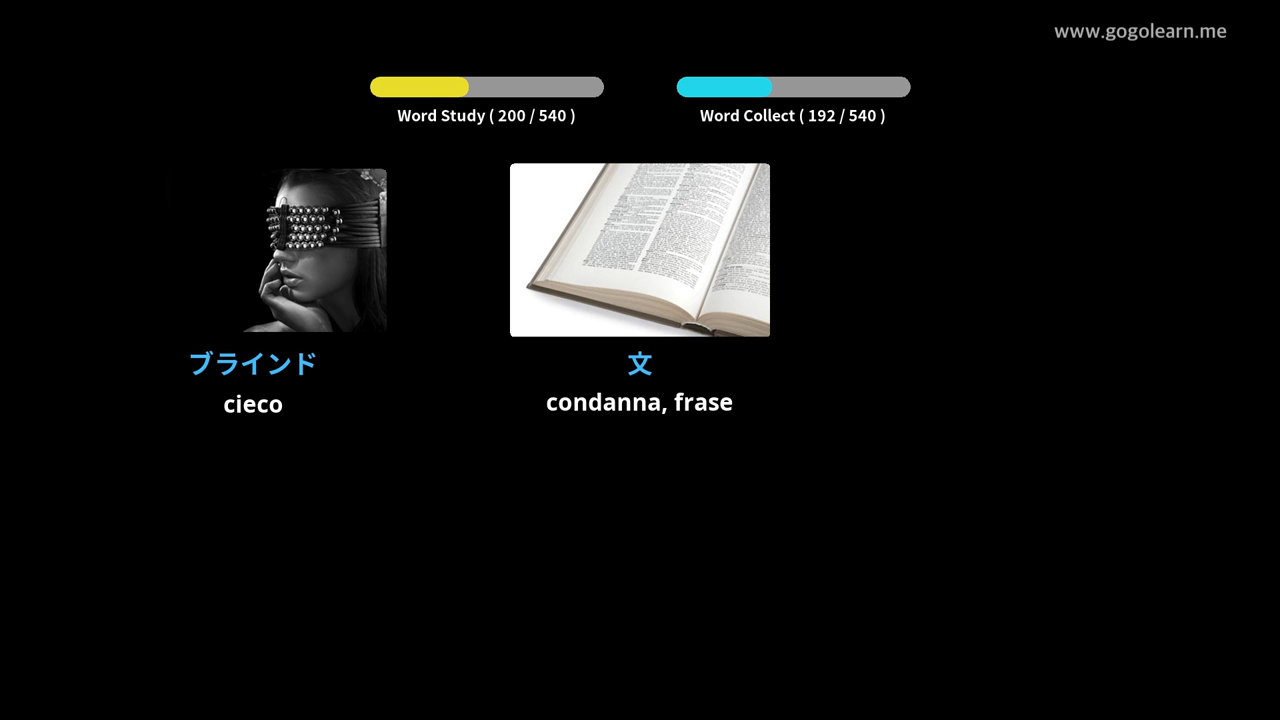 www.gogolearn.me
Word Study ( 200 / 540 )
Word Collect ( 192 / 540 )
ブラインド
cieco
文
condanna, frase